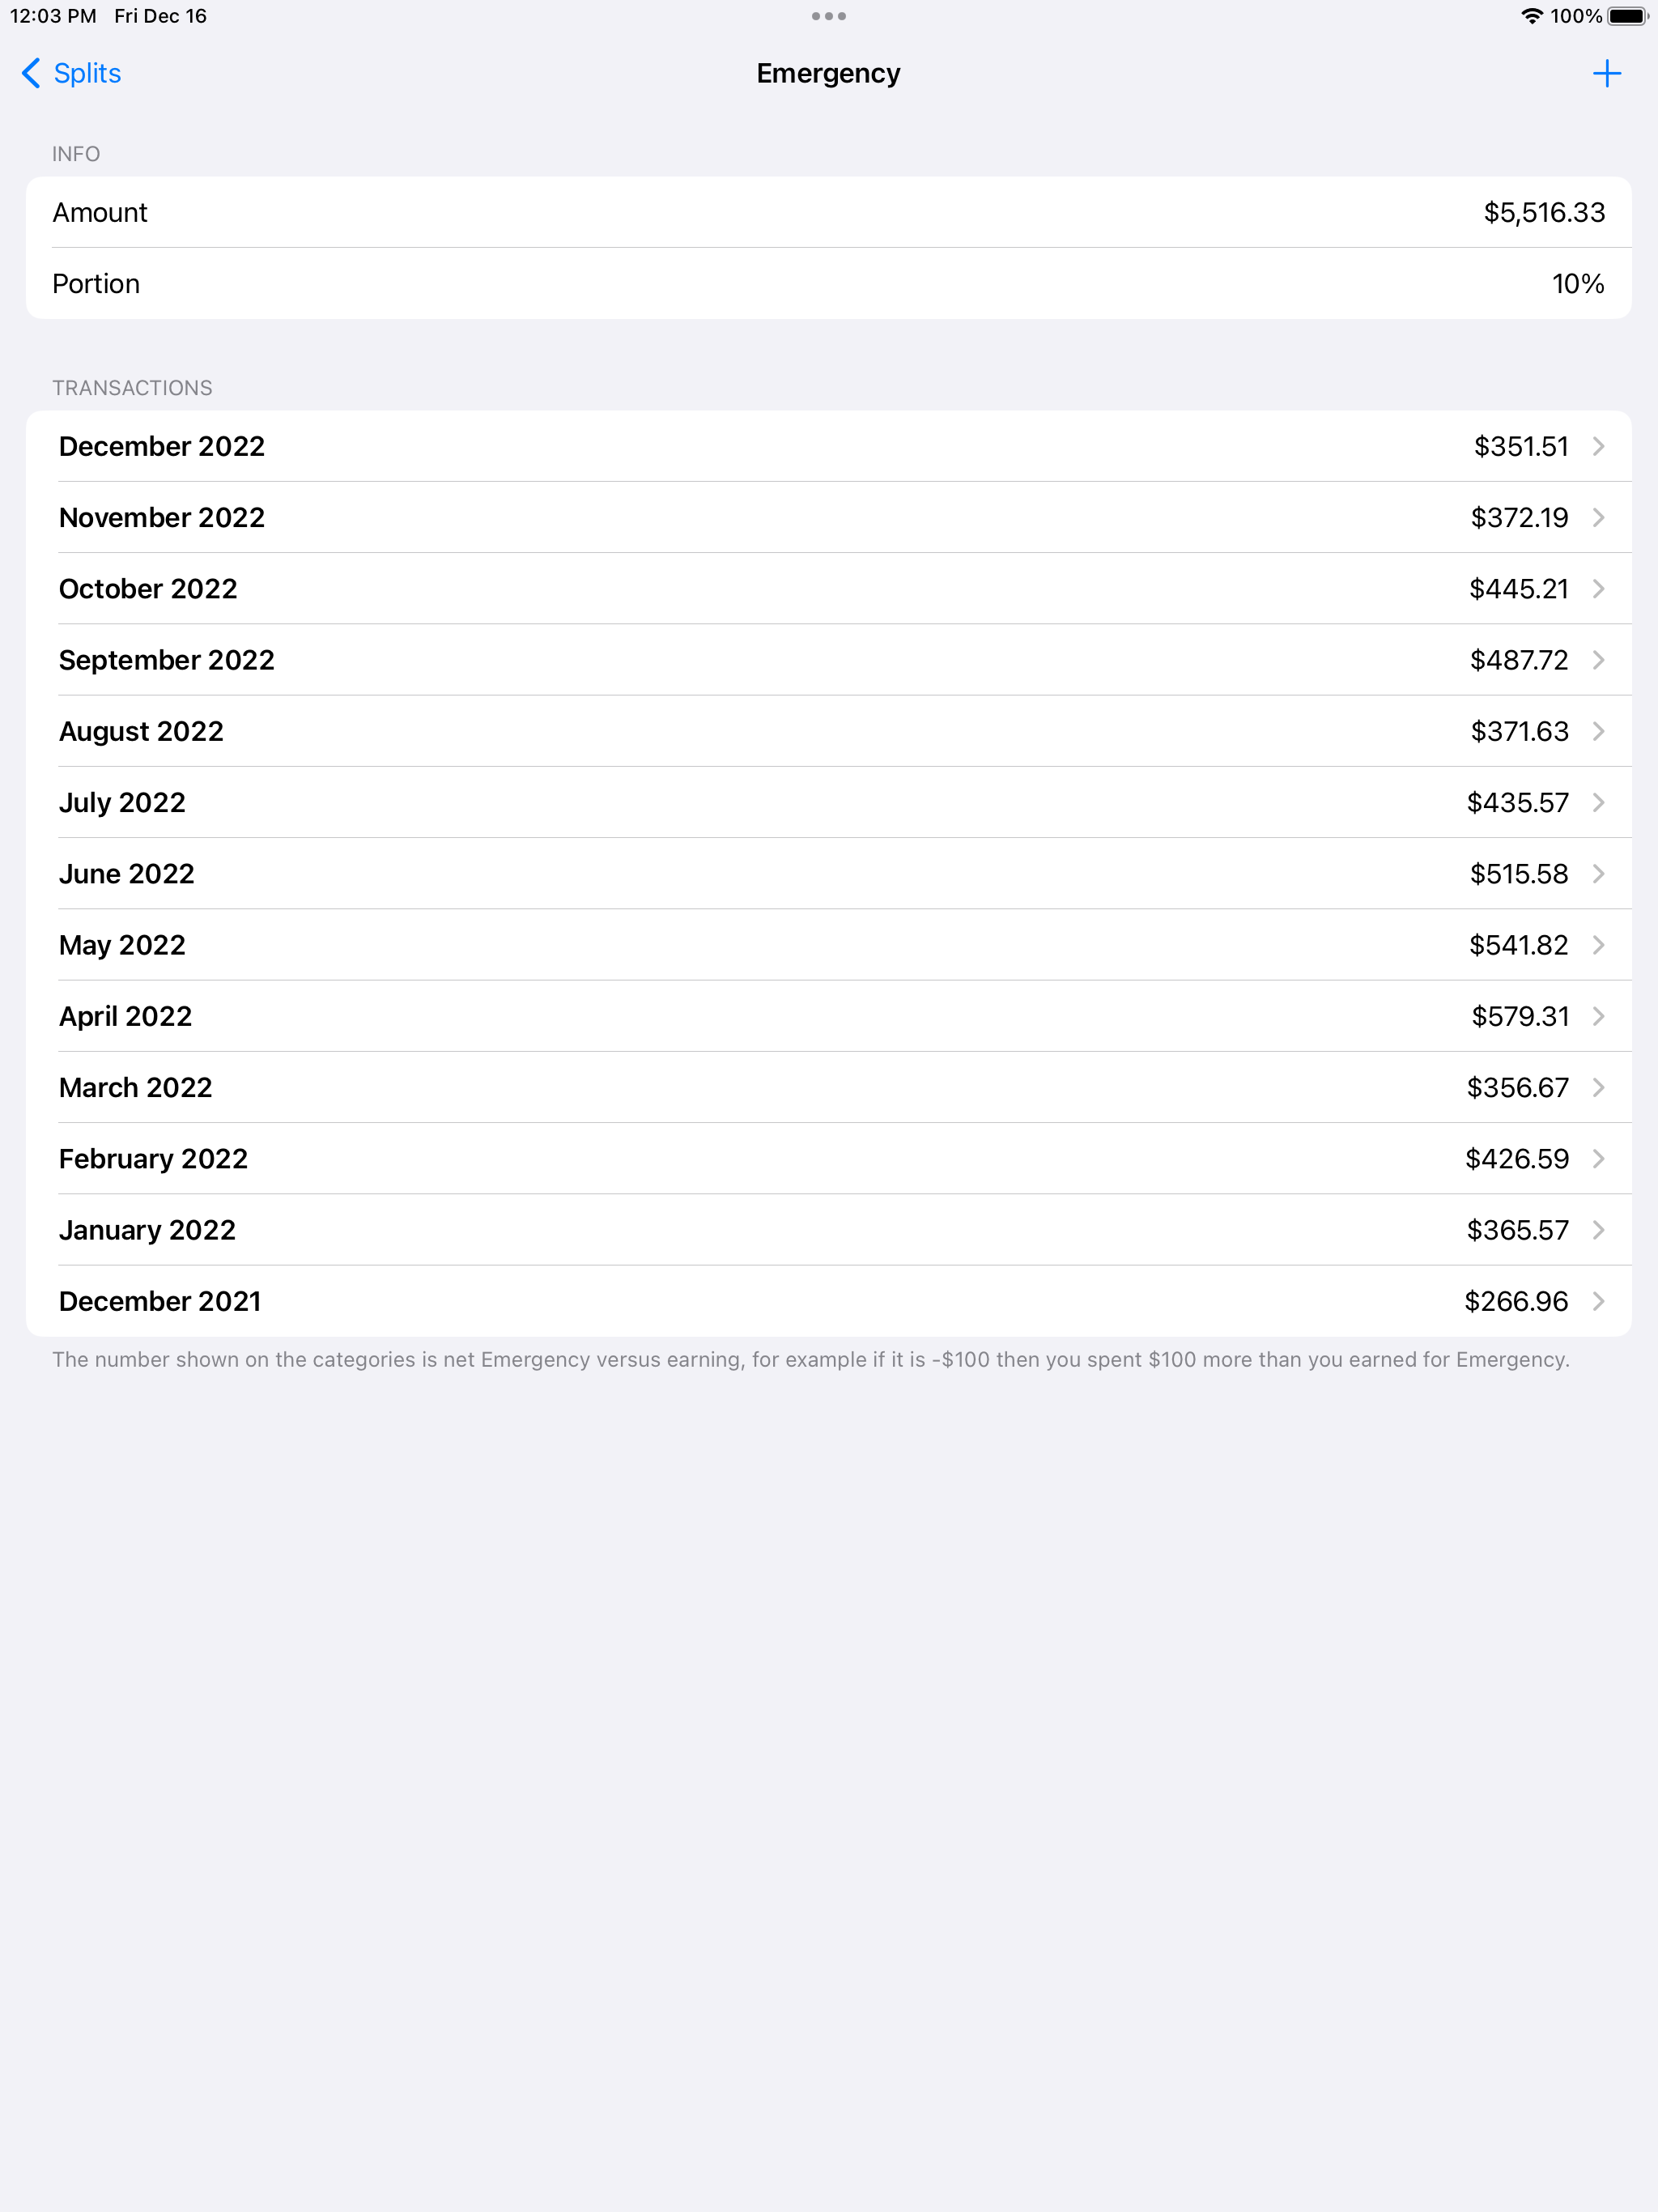 12:03 PM Fri Dec 16 100%
Splits Emergency
INFO
Amount $5,516.33
Portion 10%
TRANSACTIONS
December 2022 $351.51
November 2022 $372.19
October 2022 $445.21
September 2022 $487.72
August 2022 $371.63
July 2022 $435.57
June 2022 $515.58
May 2022 $541.82
April 2022 $579.31
March 2022 $356.67
February 2022 $426.59
January 2022 $365.57
December 2021 $266.96
The number shown on the categories is net Emergency versus earning, for example if it is -$100 then you spent $100 more than you earned for Emergency.